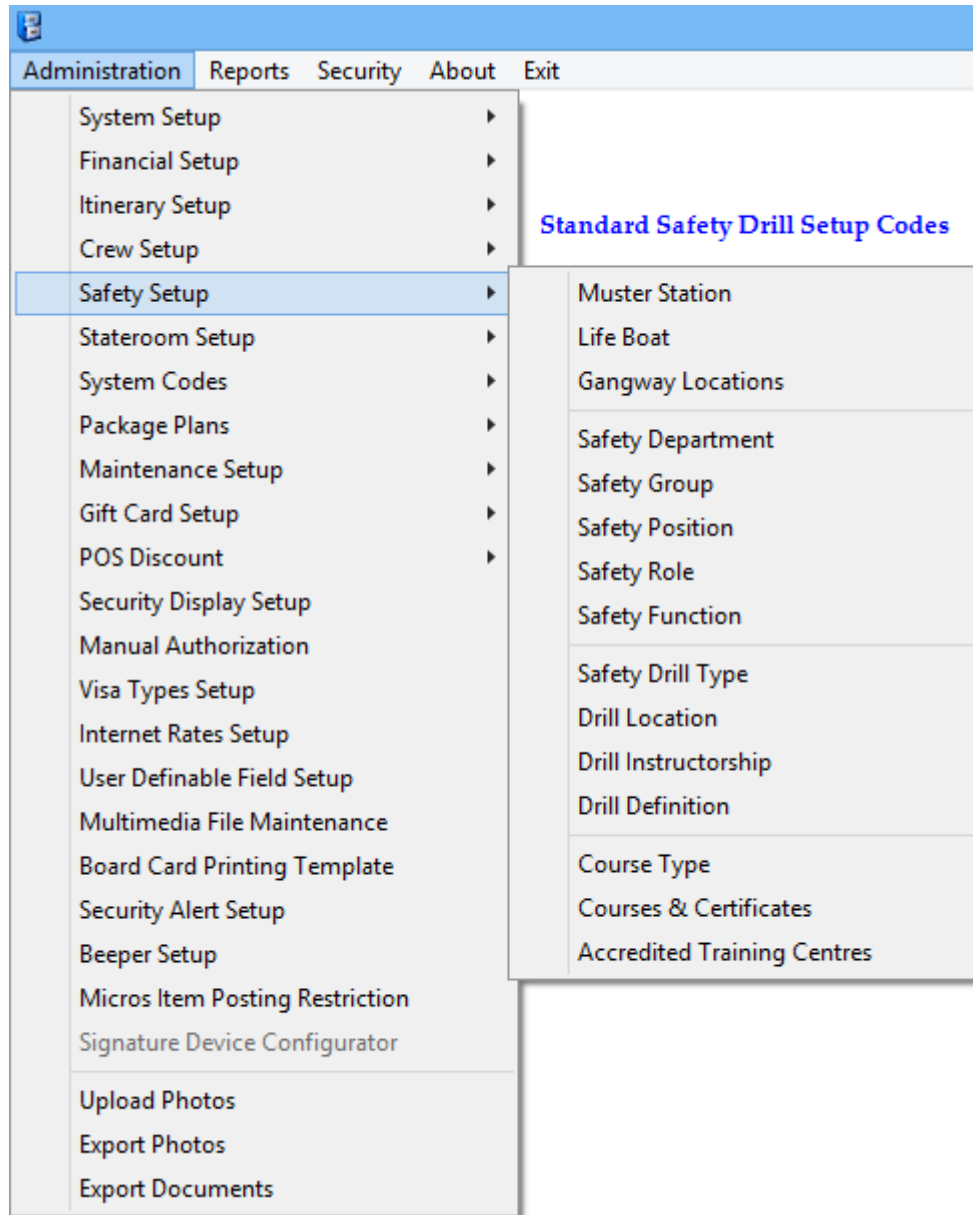 Administration Reports Security About Exit
System Setup
Financial Setup
Itinerary Setup
Crew Setup
Safety Setup
Stateroom Setup
System Codes
Package Plans
Maintenance Setup
Gift Card Setup
POS Discount
Security Display Setup
Manual Authorization
Visa Types Setup
Internet Rates Setup
User Definable Field Setup
Multimedia File Maintenance
Board Card Printing Template
Security Alert Setup
Beeper Setup
Micros Item Posting Restriction
Signature Device Configurator
Upload Photos
Export Photos
Export Documents
Standard Safety Drill Setup Codes
Muster Station
Life Boat
Gangway Locations
Safety Department
Safety Group
Safety Position
Safety Role
Safety Function
Safety Drill Type
Drill Location
Drill Instructorship
Drill Definition
Course Type
Courses & Certificates
Accredited Training Centres